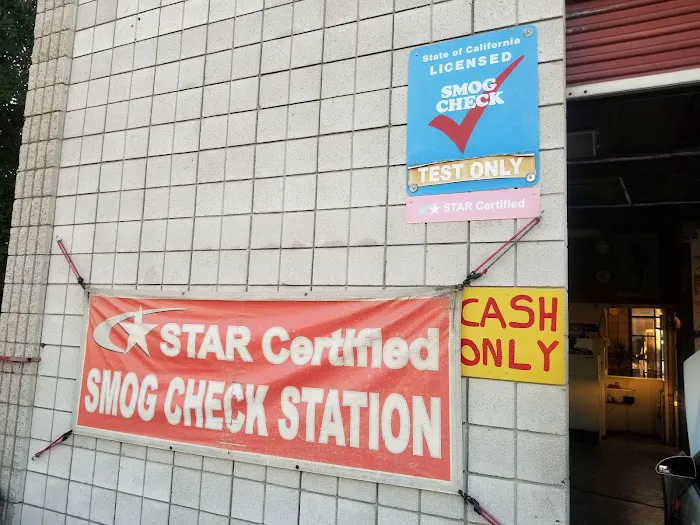 State of California
LICENSED
SMOG
CHECK
TEST ONLY
STAR Certified
STAR Certified
SMOG CHECK STATION
CASH
ONLY